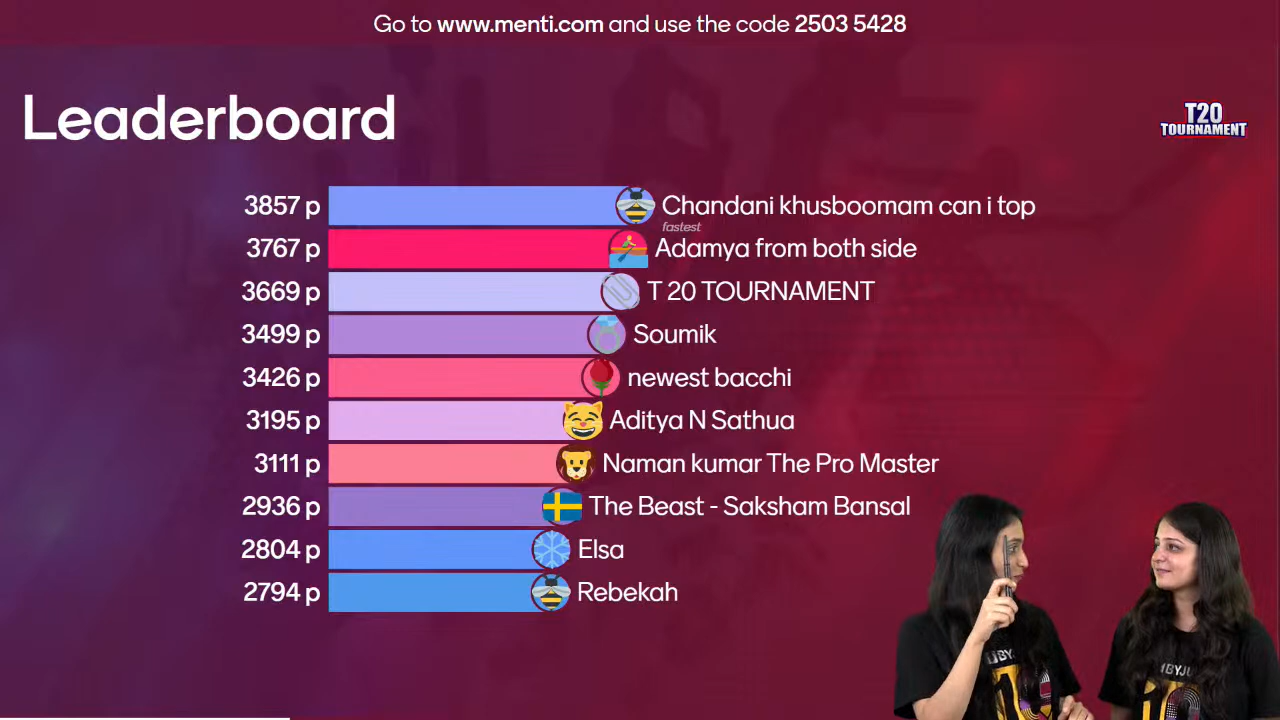 Go to www.menti.com and use the code 2503 5428
Leaderboard
T20
TOURNAMENT
3857 p Chandani khusboomam can i top
fastest
3767 p Adamya from both side
3669 p T 20 TOURNAMENT
3499 p Soumik
3426 p newest bacchi
3195 p Aditya N Sathua
3111 p Naman kumar The Pro Master
2936 p The Beast - Saksham Bansal
2804 p Elsa
2794 p Rebekah